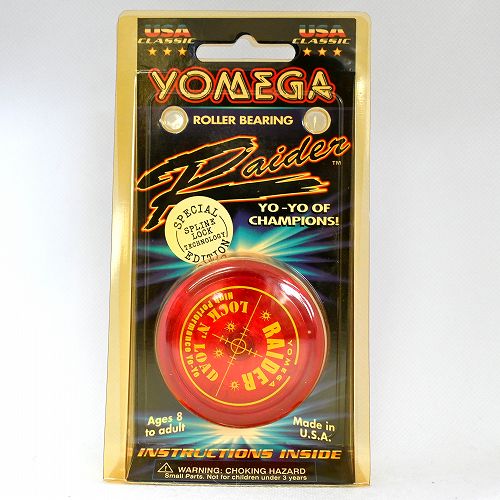 USA
CLASSIC
USA
CLASSIC
YOMEGA
ROLLER BEARING
Raider™
YO-YO OF
CHAMPIONS!
SPECIAL
SPLINE
LOCK
TECHNOLOGY
EDITION
YOMEGA
RAIDER
LOCK N' LOAD
High Performance Yo-Yo
Ages 8
to adult
Made in
U.S.A.
INSTRUCTIONS INSIDE
WARNING: CHOKING HAZARD
Small Parts. Not for children under 3 years